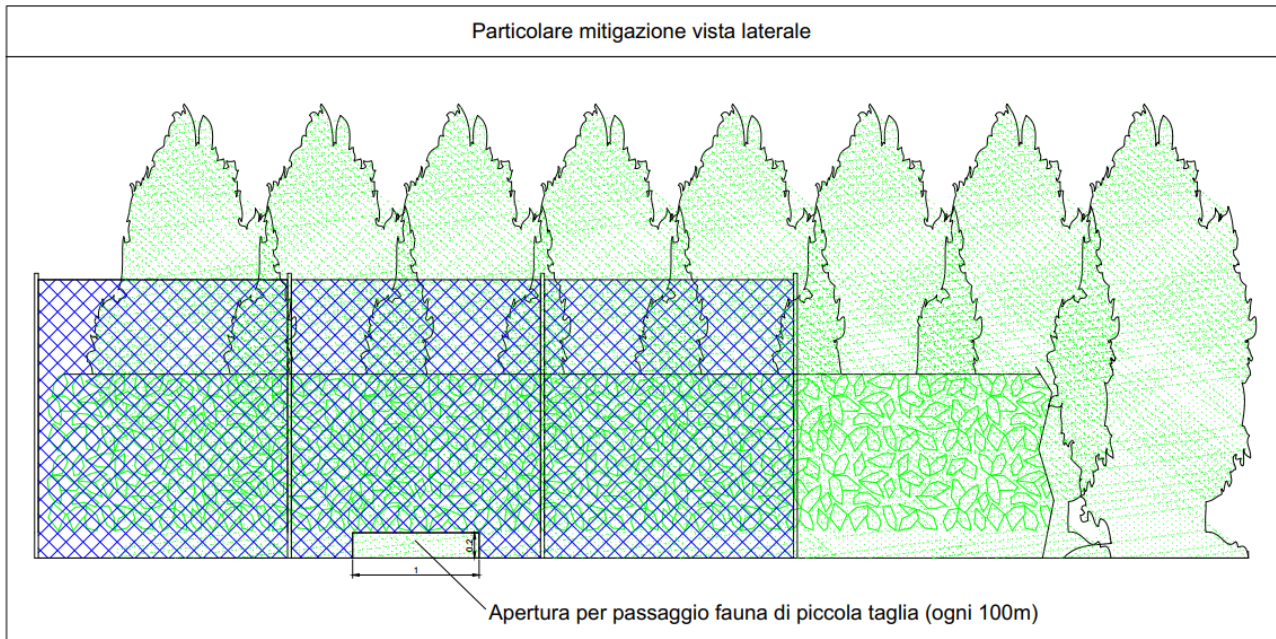 Particolare mitigazione vista laterale
0.2
1
Apertura per passaggio fauna di piccola taglia (ogni 100m)